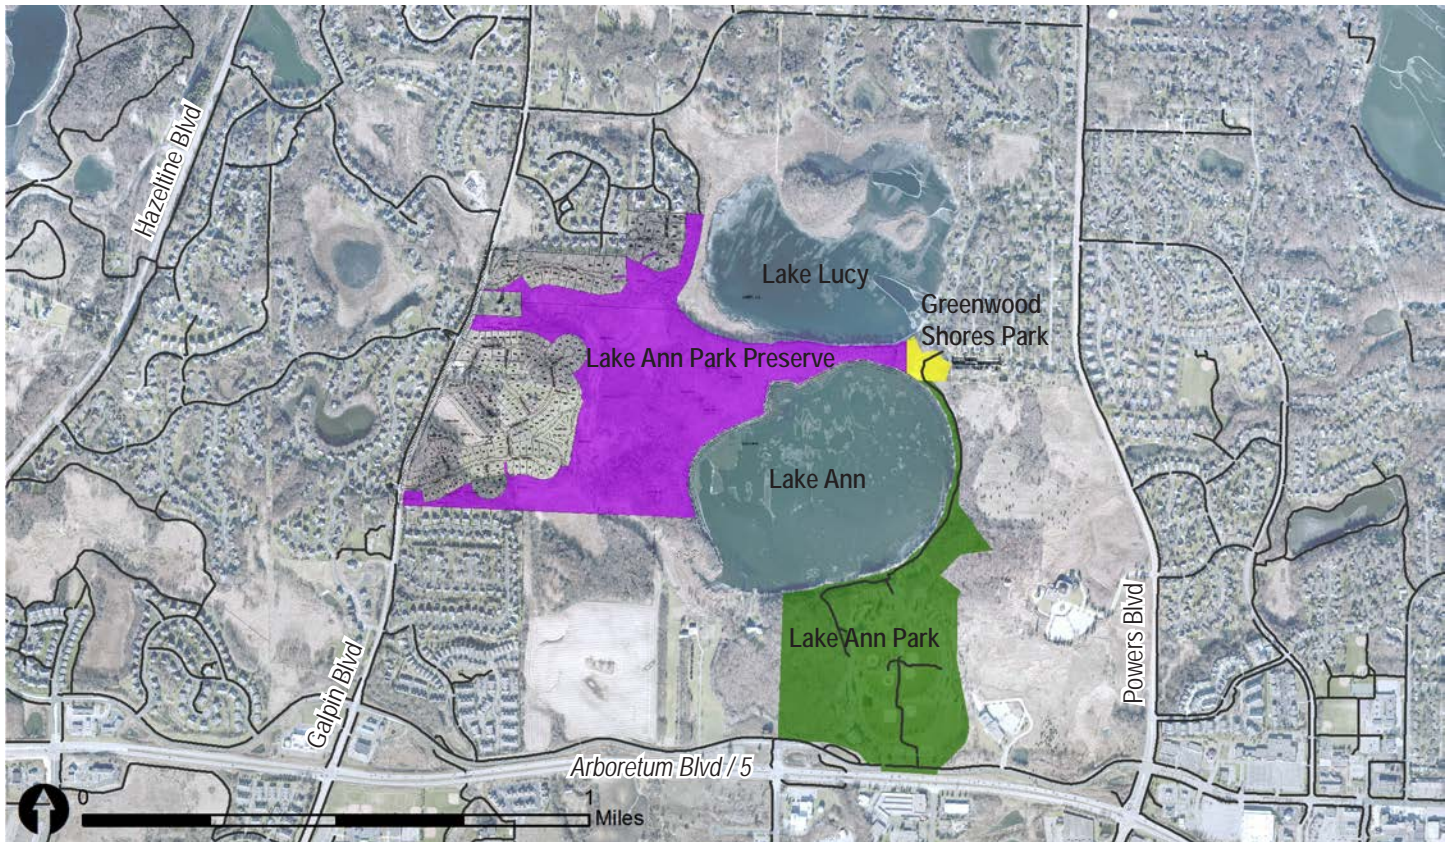 Hazeltine Blvd
Lake Lucy
Greenwood
Shores Park
Lake Ann Park Preserve
Lake Ann
Lake Ann Park
Powers Blvd
Galpin Blvd
Arboretum Blvd / 5
0
1
Miles